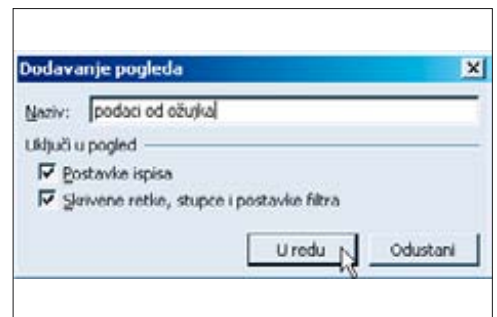 Dodavanje pogleda
Naziv: podaci od ožujka
Uključi u pogled
Postavke ispisa
Skrivene retke, stupce i postavke filtra
U redu Odustani